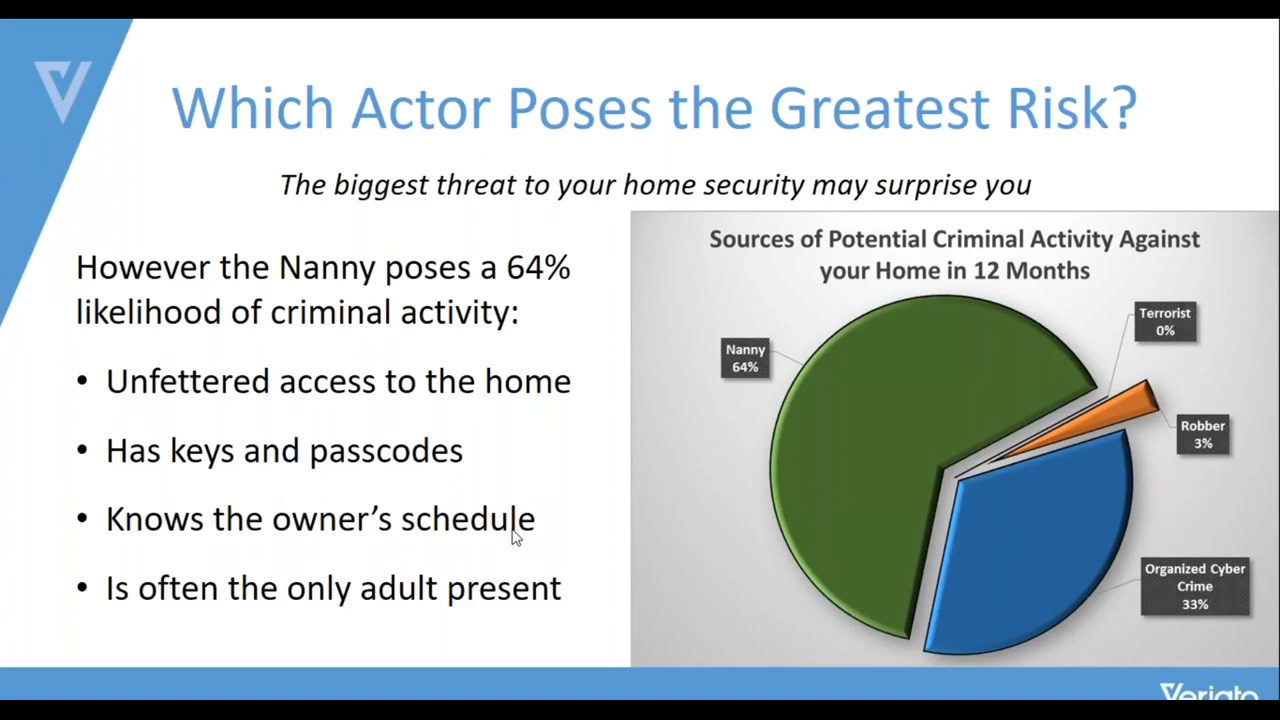 Which Actor Poses the Greatest Risk?
The biggest threat to your home security may surprise you
However the Nanny poses a 64%
likelihood of criminal activity:
• Unfettered access to the home
• Has keys and passcodes
• Knows the owner's schedule
• Is often the only adult present
Sources of Potential Criminal Activity Against
your Home in 12 Months
Nanny
64%
Terrorist
0%
Robber
3%
Organized Cyber
Crime
33%
Veriato